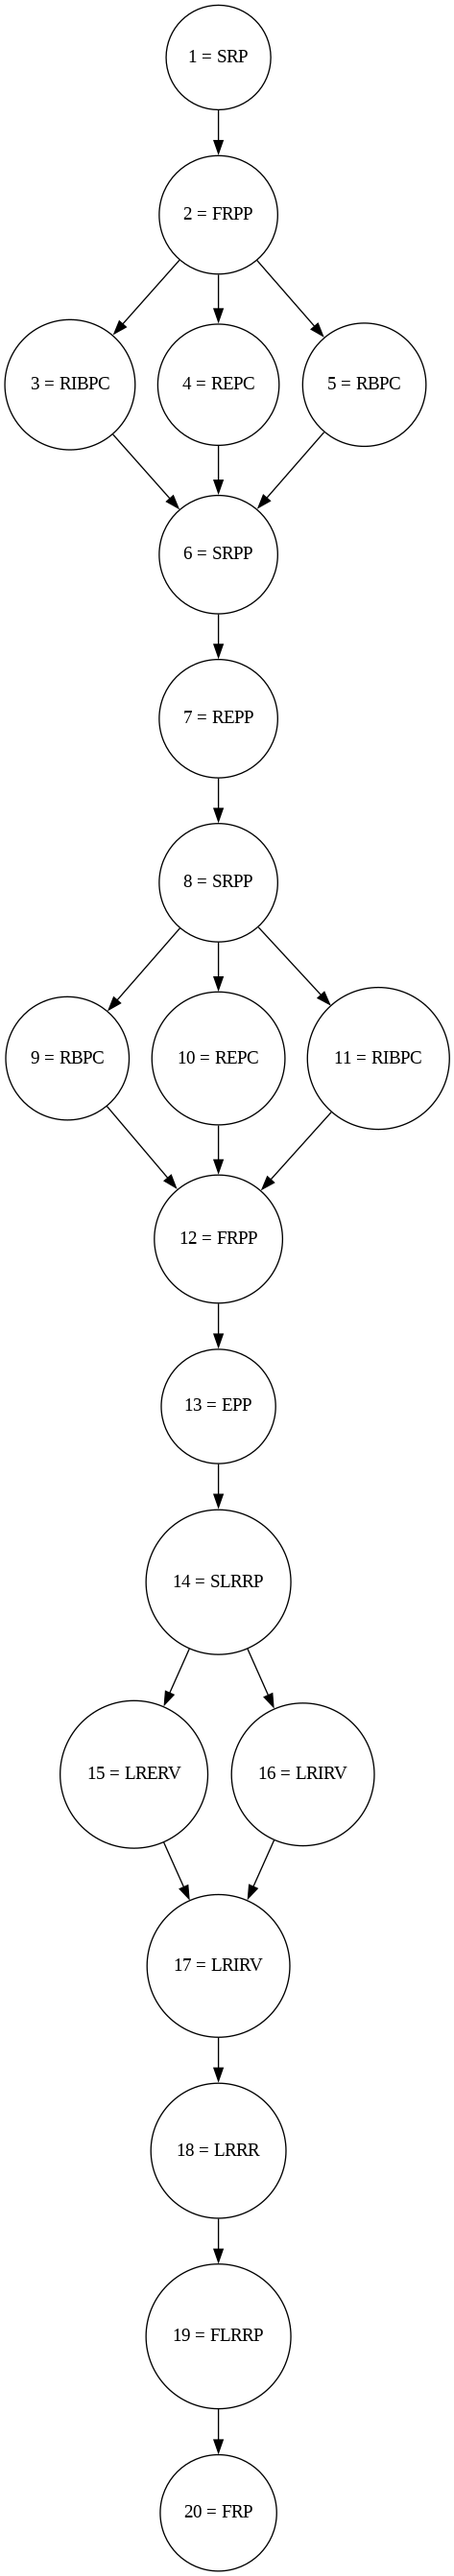 1 = SRP
2 = FRPP
3 = RIBPC
4 = REPC
5 = RBPC
6 = SRPP
7 = REPP
8 = SRPP
9 = RBPC
10 = REPC
11 = RIBPC
12 = FRPP
13 = EPP
14 = SLRRP
15 = LRERV
16 = LRIRV
17 = LRIRV
18 = LRRR
19 = FLRRP
20 = FRP